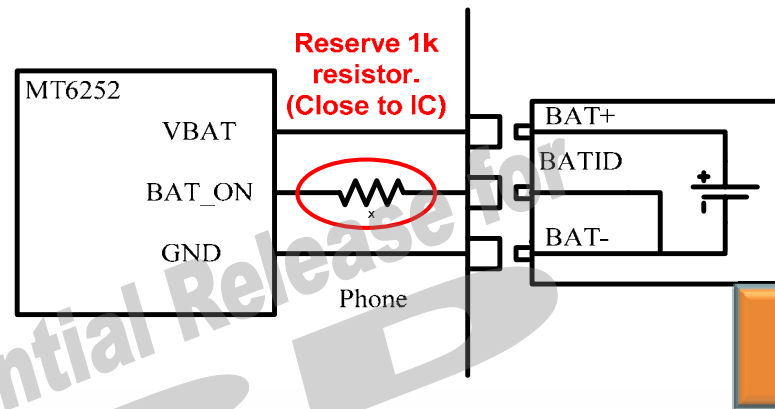 Reserve 1k
resistor.
(Close to IC)
MT6252
VBAT
BAT_ON
GND
x
Phone
BAT+
BATID
BAT-
+
-
ntial Release for